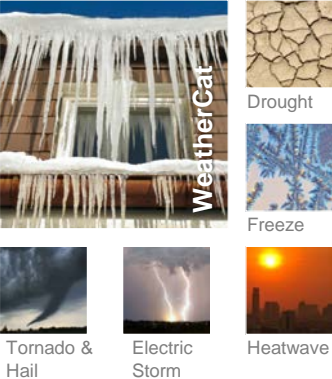 WeatherCat
Drought
Freeze
Tornado &
Hail
Electric
Storm
Heatwave